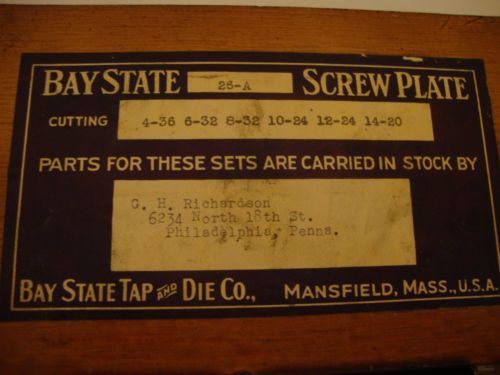 BAY STATE 26-A SCREW PLATE
CUTTING 4-36 6-32 8-32 10-24 12-24 14-20
PARTS FOR THESE SETS ARE CARRIED IN STOCK BY
G. H. Richardson
6234 North 18th St.
Philadelphia, Penna.
BAY STATE TAP AND DIE CO., MANSFIELD, MASS., U.S.A.